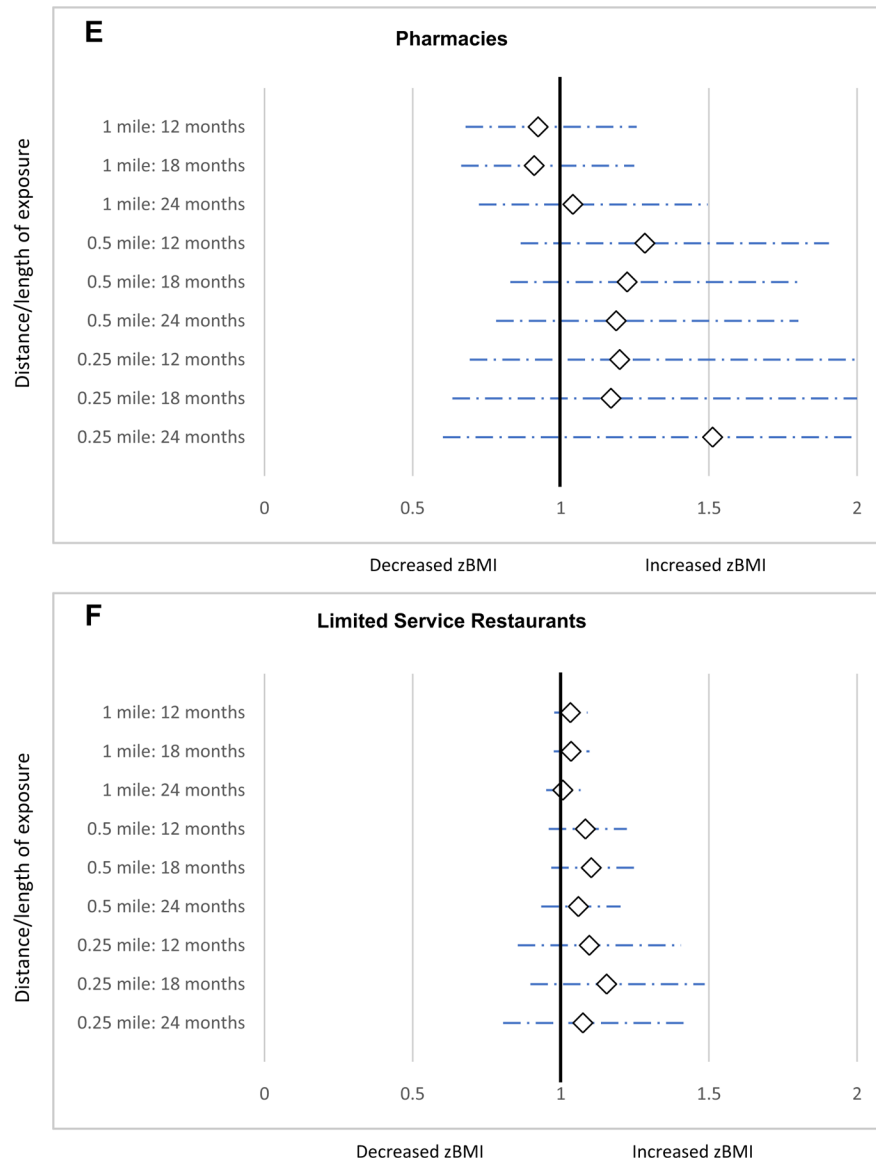 E
Pharmacies
Distance/length of exposure
1 mile: 12 months
1 mile: 18 months
1 mile: 24 months
0.5 mile: 12 months
0.5 mile: 18 months
0.5 mile: 24 months
0.25 mile: 12 months
0.25 mile: 18 months
0.25 mile: 24 months
0 0.5 1 1.5 2
Decreased zBMI Increased zBMI
F
Limited Service Restaurants
Distance/length of exposure
1 mile: 12 months
1 mile: 18 months
1 mile: 24 months
0.5 mile: 12 months
0.5 mile: 18 months
0.5 mile: 24 months
0.25 mile: 12 months
0.25 mile: 18 months
0.25 mile: 24 months
0 0.5 1 1.5 2
Decreased zBMI Increased zBMI